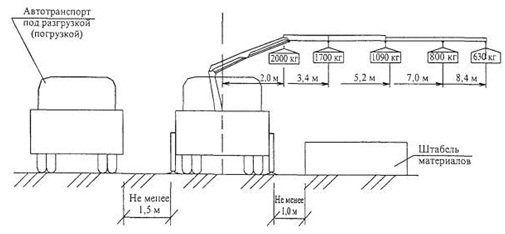 Автотранспорт
под разгрузкой
(погрузкой)
2000 кг
1700 кг
1090 кг
800 кг
630 кг
2,0 м
3,4 м
5,2 м
7,0 м
8,4 м
Штабель
материалов
Не менее
1,5 м
Не менее
1,0 м